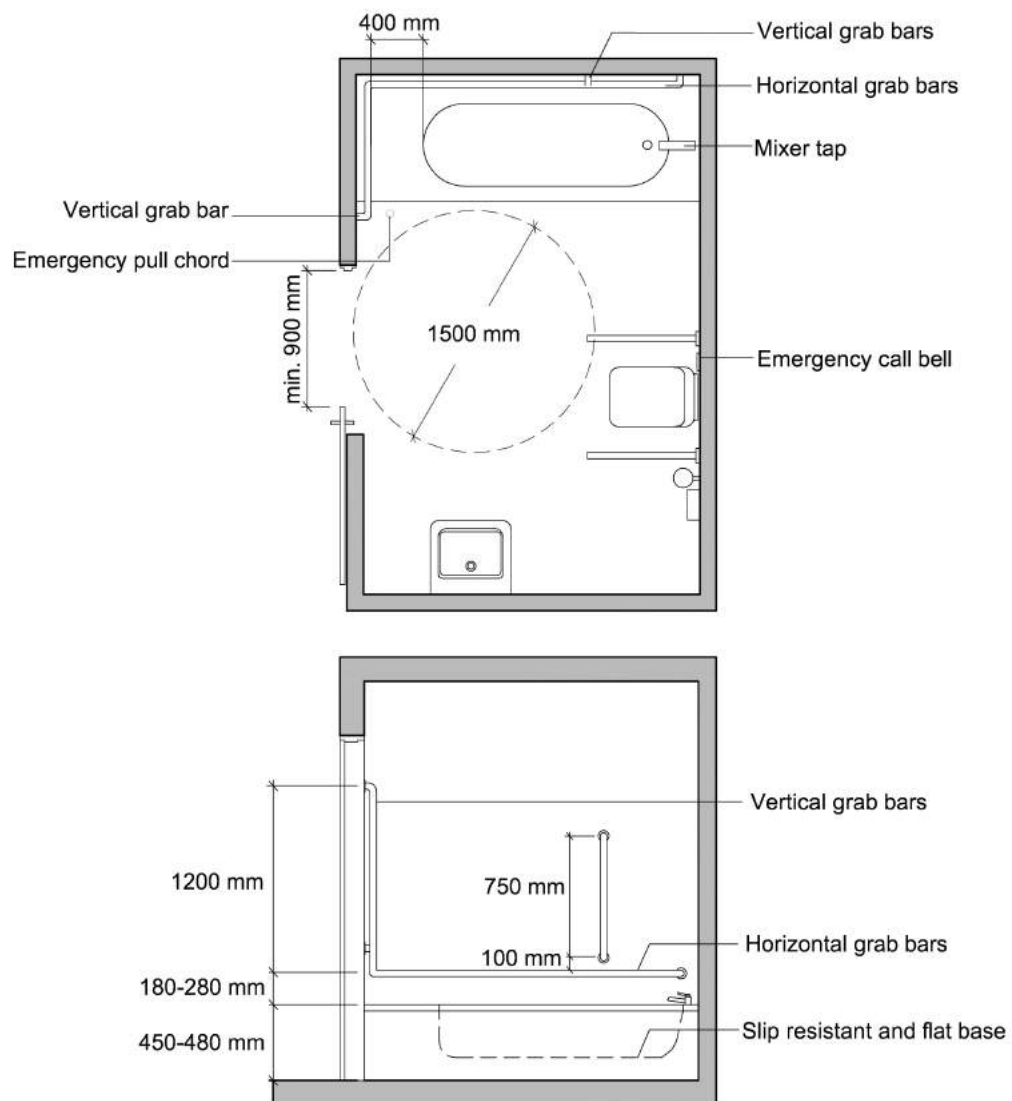 400 mm
Vertical grab bars
Horizontal grab bars
Mixer tap
Vertical grab bar
Emergency pull chord
min. 900 mm
1500 mm
Emergency call bell
Vertical grab bars
1200 mm
750 mm
100 mm
Horizontal grab bars
180-280 mm
450-480 mm
Slip resistant and flat base